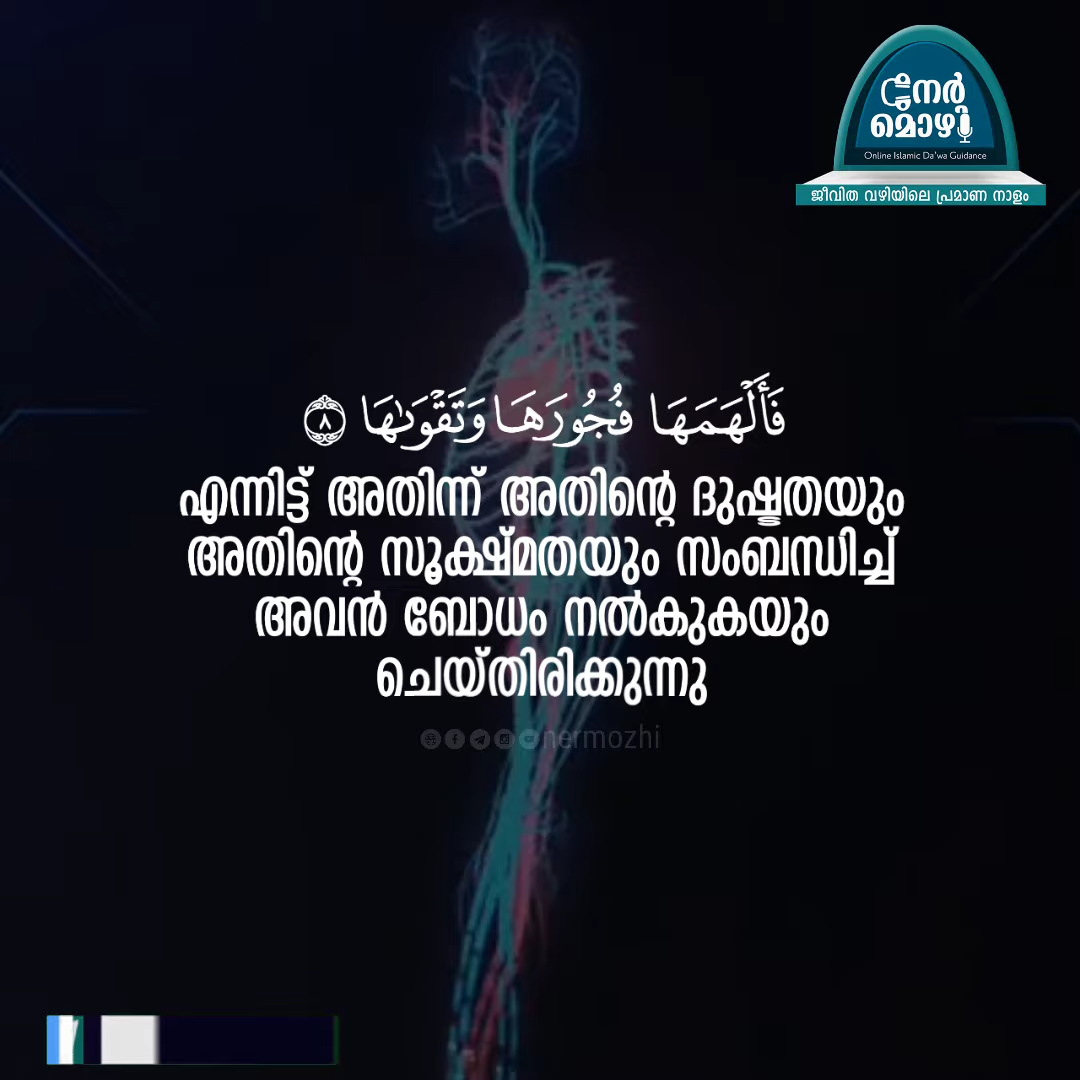 നേർ
മൊഴി
Online Islamic Da'wa Guidance
ജീവിത വഴിയിലെ പ്രമാണ നാളം
فَأَلْهَمَهَا فُجُورَهَا وَتَقْوَىٰهَا ٨
എന്നിട്ട് അതിന്ന് അതിന്റെ ദുഷ്ടതയും
അതിന്റെ സൂക്ഷ്മതയും സംബന്ധിച്ച്
അവൻ ബോധം നൽകുകയും
ചെയ്തിരിക്കുന്നു
nermozhi